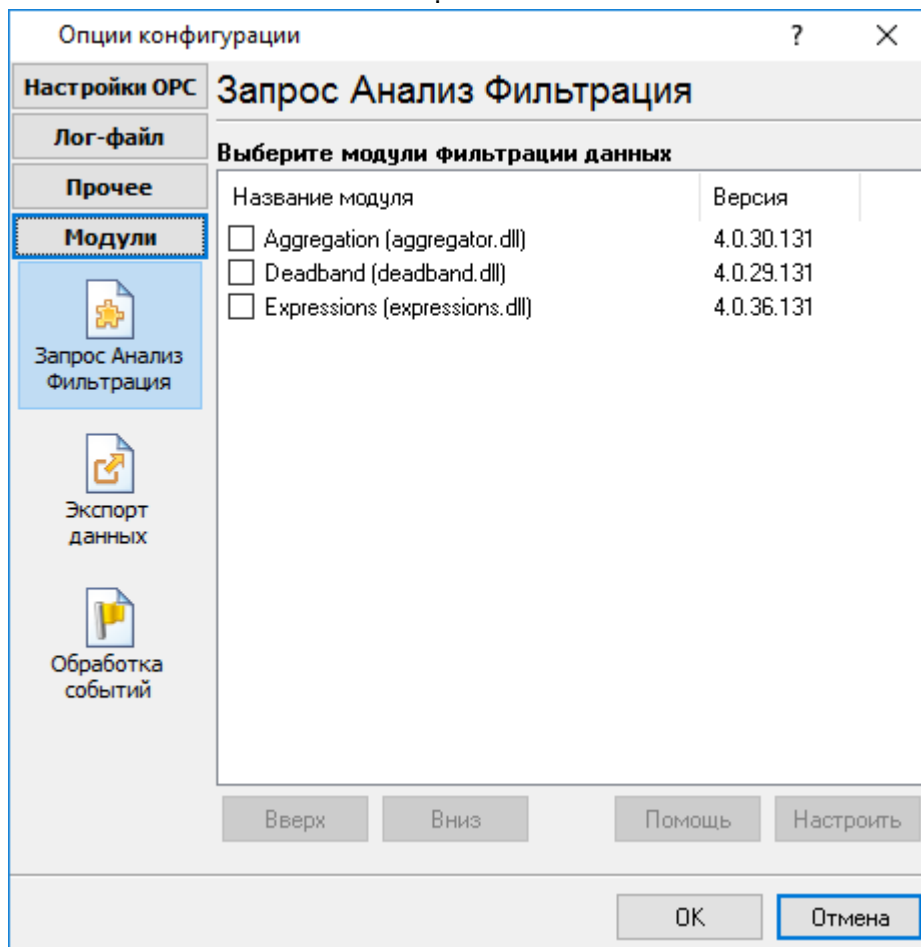 Опции конфигурации
?
Настройки OPC
Лог-файл
Прочее
Модули
Запрос Анализ
Фильтрация
Экспорт
данных
Обработка
событий
Запрос Анализ Фильтрация
Выберите модули фильтрации данных
Название модуля Версия
Aggregation (aggregator.dll) 4.0.30.131
Deadband (deadband.dll) 4.0.29.131
Expressions (expressions.dll) 4.0.36.131
Вверх Вниз Помощь Настроить
OK Отмена